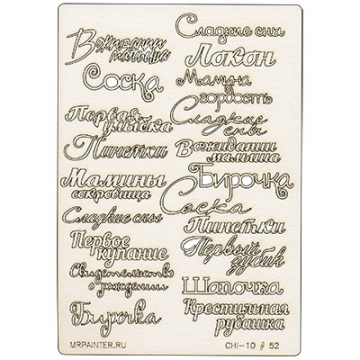 В ожидании
малыша
Соска
Первая
улыбка
Пинетки
Мамины
сокровища
Сладкие сны
Первое
купание
Свидетельство
о рождении
Бирочка
Сладкие сны
Локон
Мамина
гордость
Сладкие
сны
В ожидании
малыша
Бирочка
Соска
Пинетки
Первый
зубик
Шапочка
Крестильная
рубашка
MRPAINTER.RU
CHI-10 # 52